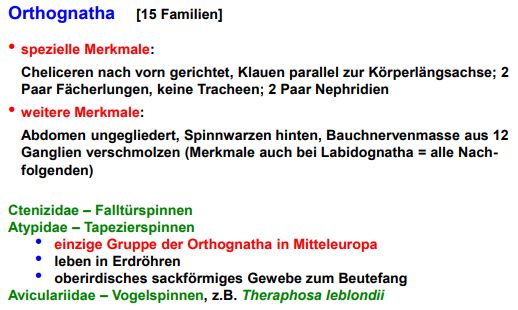 Orthognatha [15 Familien]
• spezielle Merkmale:
Cheliceren nach vorn gerichtet, Klauen parallel zur Körperlängsachse; 2
Paar Fächerlungen, keine Tracheen; 2 Paar Nephridien
• weitere Merkmale:
Abdomen ungegliedert, Spinnwarzen hinten, Bauchnervenmasse aus 12
Ganglien verschmolzen (Merkmale auch bei Labidognatha = alle Nach-
folgenden)
Ctenizidae – Falltürspinnen
Atypidae – Tapezierspinnen
• einzige Gruppe der Orthognatha in Mitteleuropa
• leben in Erdröhren
• oberirdisches sackförmiges Gewebe zum Beutefang
Aviculariidae – Vogelspinnen, z.B. Theraphosa leblondii